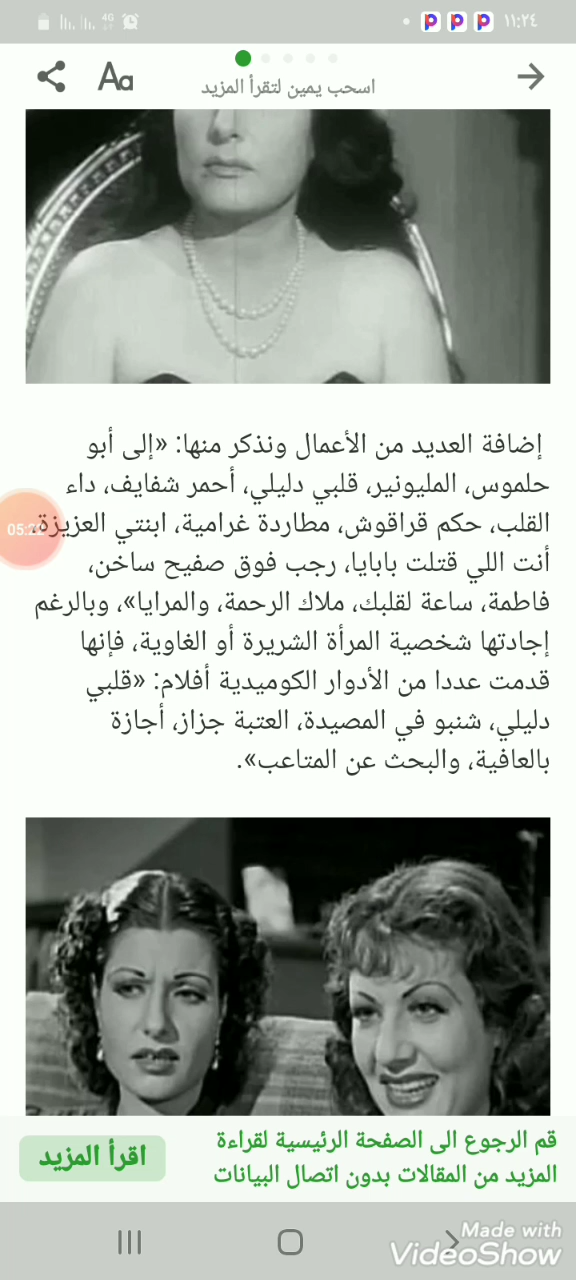 ١١:٢٤
4G
اسحب يمين لتقرأ المزيد
Aa
إضافة العديد من الأعمال ونذكر منها: «إلى أبو
حلموس، المليونير، قلبي دليلي، أحمر شفايف، داء
القلب، حكم قراقوش، مطاردة غرامية، ابنتي العزيزة،
أنت اللي قتلت بابايا، رجب فوق صفيح ساخن،
فاطمة، ساعة لقلبك، ملاك الرحمة، والمرايا»، وبالرغم
إجادتها شخصية المرأة الشريرة أو الغاوية، فإنها
قدمت عددا من الأدوار الكوميدية أفلام: «قلبي
دليلي، شنبو في المصيدة، العتبة جزاز، أجازة
بالعافية، والبحث عن المتاعب».
قم الرجوع الى الصفحة الرئيسية لقراءة
المزيد من المقالات بدون اتصال البيانات
اقرأ المزيد
Made with
VideoShow